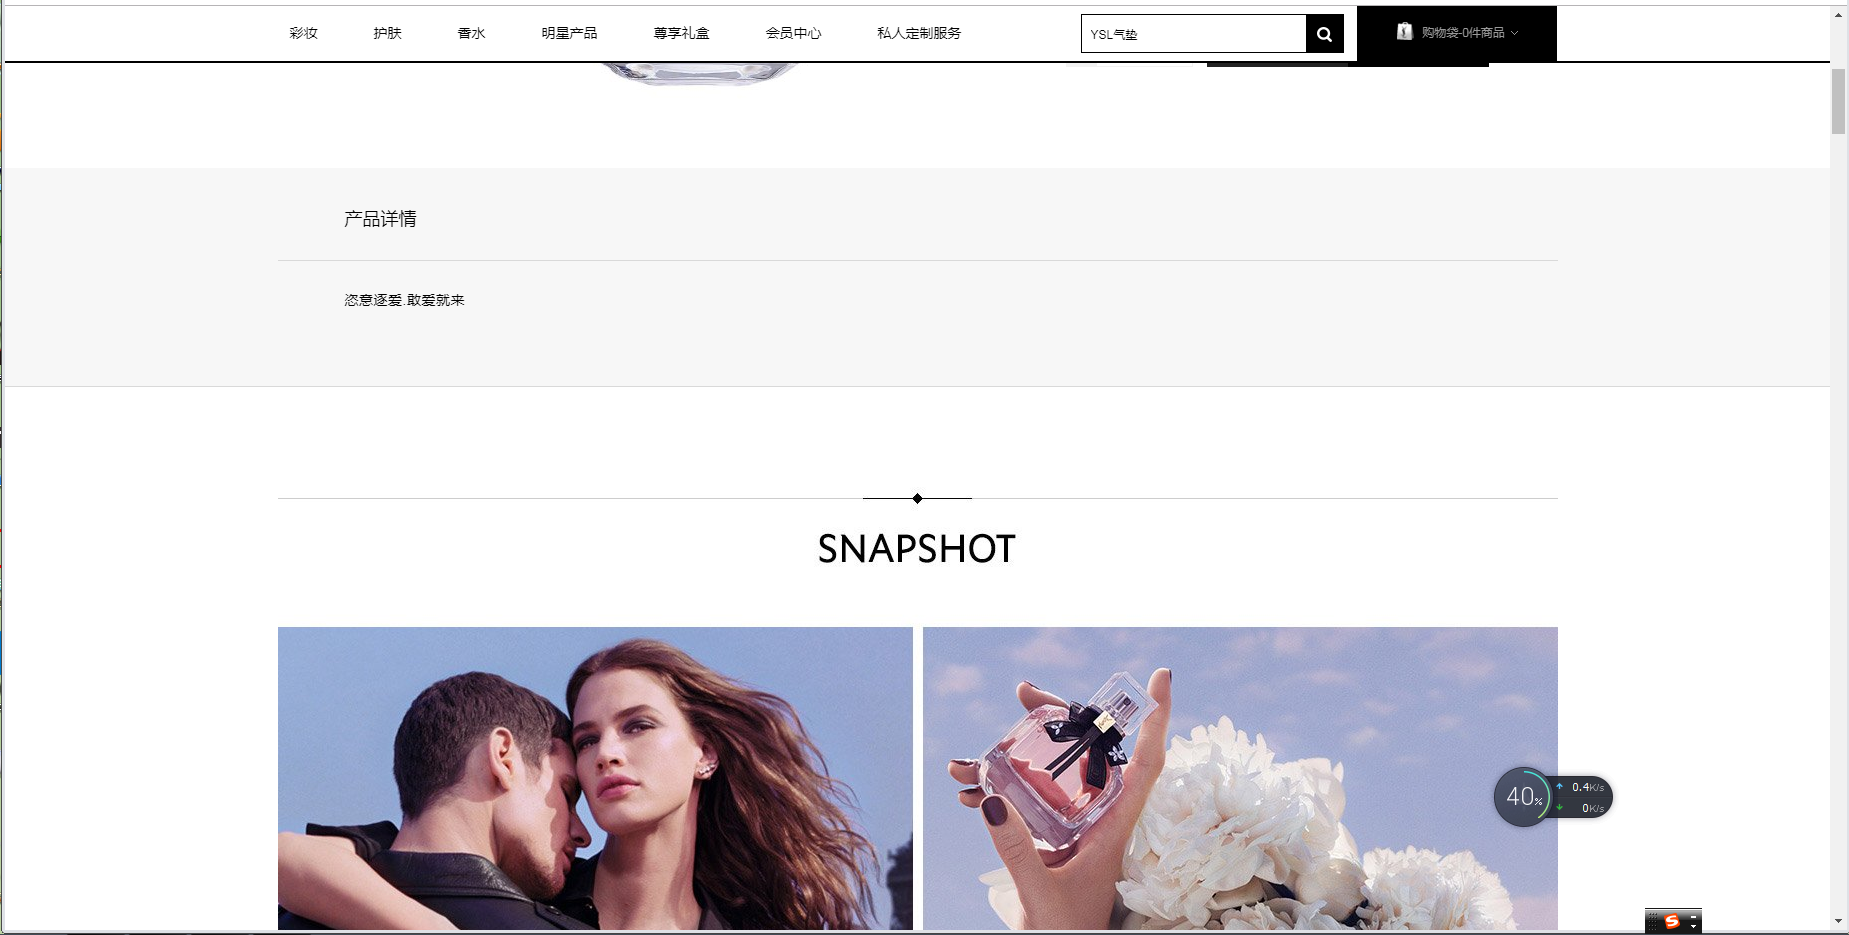 彩妆
护肤
香水
明星产品
尊享礼盒
会员中心
私人定制服务
YSL气垫
购物袋-0件商品
产品详情
恣意逐爱.敢爱就来
SNAPSHOT
40%
0.4K/s
0K/s